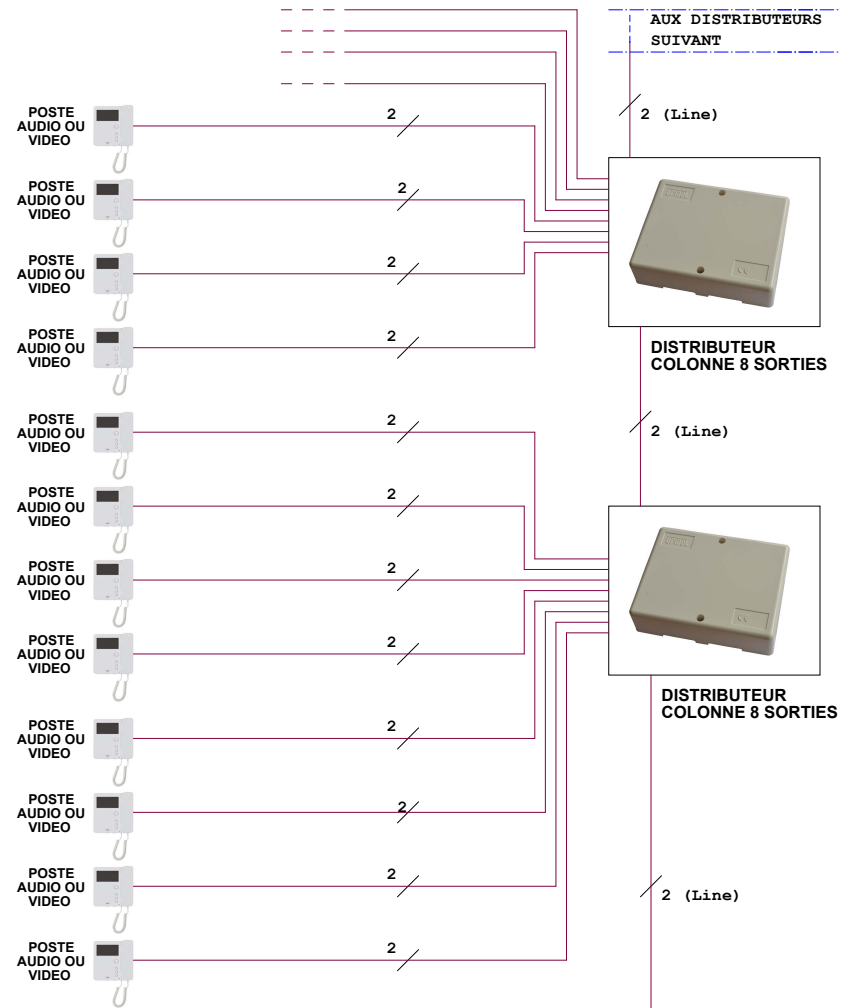 AUX DISTRIBUTEURS
SUIVANT
2 (Line)
POSTE
AUDIO OU
VIDEO
2
POSTE
AUDIO OU
VIDEO
2
POSTE
AUDIO OU
VIDEO
2
POSTE
AUDIO OU
VIDEO
2
DISTRIBUTEUR
COLONNE 8 SORTIES
2 (Line)
POSTE
AUDIO OU
VIDEO
2
POSTE
AUDIO OU
VIDEO
2
POSTE
AUDIO OU
VIDEO
2
POSTE
AUDIO OU
VIDEO
2
DISTRIBUTEUR
COLONNE 8 SORTIES
POSTE
AUDIO OU
VIDEO
2
POSTE
AUDIO OU
VIDEO
2
POSTE
AUDIO OU
VIDEO
2
2 (Line)
POSTE
AUDIO OU
VIDEO
2